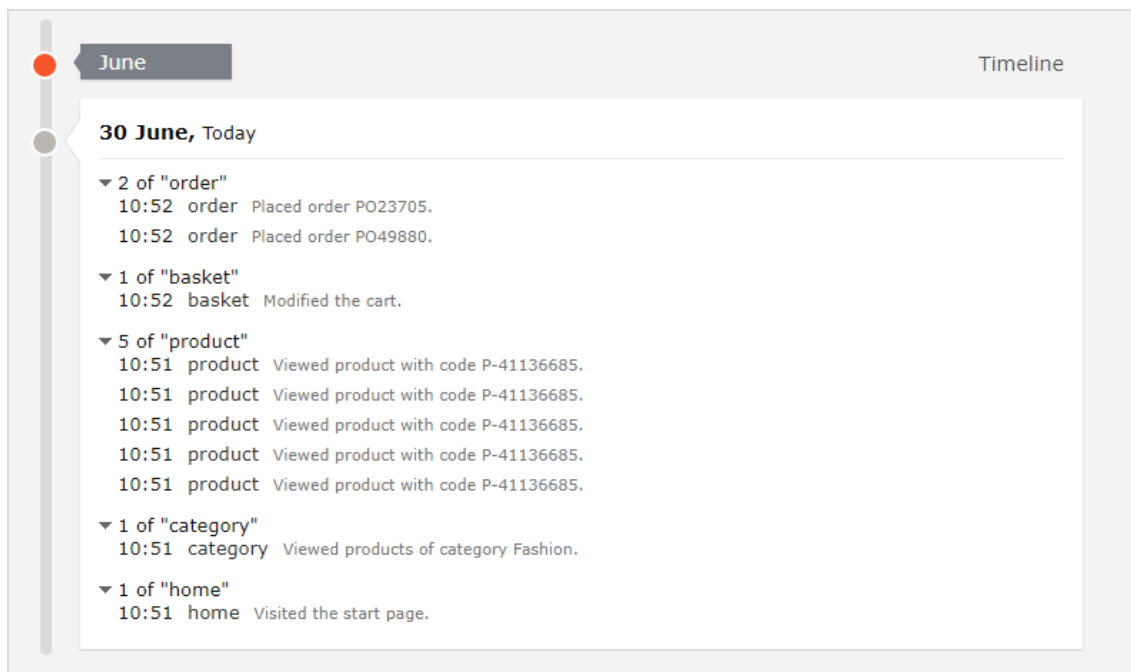 June
Timeline
30 June, Today
2 of "order"
10:52 order Placed order PO23705.
10:52 order Placed order PO49880.
1 of "basket"
10:52 basket Modified the cart.
5 of "product"
10:51 product Viewed product with code P-41136685.
10:51 product Viewed product with code P-41136685.
10:51 product Viewed product with code P-41136685.
10:51 product Viewed product with code P-41136685.
10:51 product Viewed product with code P-41136685.
1 of "category"
10:51 category Viewed products of category Fashion.
1 of "home"
10:51 home Visited the start page.